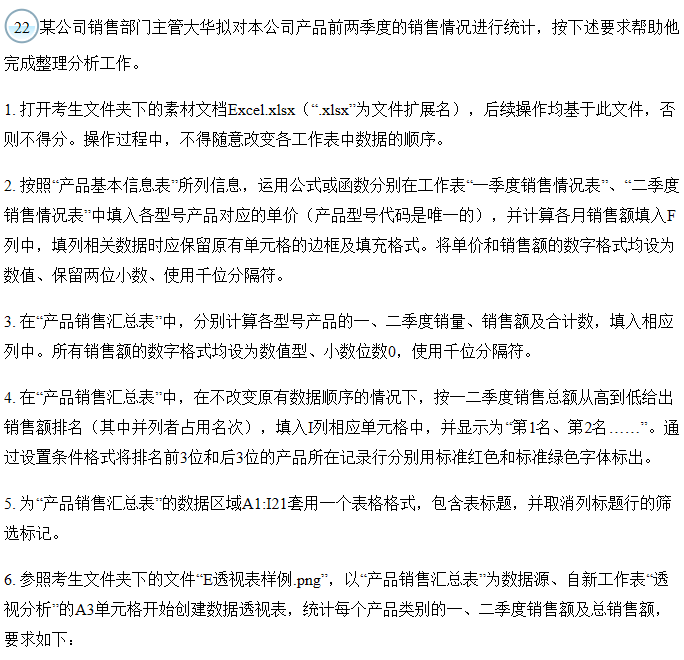 22 某公司销售部门主管大华拟对本公司产品前两季度的销售情况进行统计，按下述要求帮助他
完成整理分析工作。
1. 打开考生文件夹下的素材文档Excel.xlsx（“.xlsx”为文件扩展名），后续操作均基于此文件，否
则不得分。操作过程中，不得随意改变各工作表中数据的顺序。
2. 按照“产品基本信息表”所列信息，运用公式或函数分别在工作表“一季度销售情况表”、“二季度
销售情况表”中填入各型号产品对应的单价（产品型号代码是唯一的），并计算各月销售额填入F
列中，填列相关数据时应保留原有单元格的边框及填充格式。将单价和销售额的数字格式均设为
数值、保留两位小数、使用千位分隔符。
3. 在“产品销售汇总表”中，分别计算各型号产品的一、二季度销量、销售额及合计数，填入相应
列中。所有销售额的数字格式均设为数值型、小数位数0，使用千位分隔符。
4. 在“产品销售汇总表”中，在不改变原有数据顺序的情况下，按一二季度销售总额从高到低给出
销售额排名（其中并列者占用名次），填入I列相应单元格中，并显示为“第1名、第2名……”。通
过设置条件格式将排名前3位和后3位的产品所在记录行分别用标准红色和标准绿色字体标出。
5. 为“产品销售汇总表”的数据区域A1:I21套用一个表格格式，包含表标题，并取消列标题行的筛
选标记。
6. 参照考生文件夹下的文件“E透视表样例.png”，以“产品销售汇总表”为数据源、自新工作表“透
视分析”的A3单元格开始创建数据透视表，统计每个产品类别的一、二季度销售额及总销售额，
要求如下：